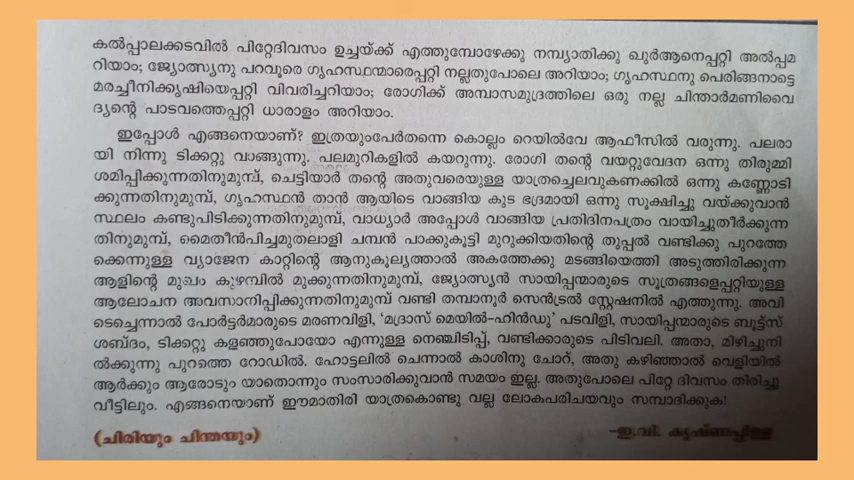 കൽപ്പാലക്കടവിൽ പിറ്റേദിവസം ഉച്ചയ്ക്ക് എത്തുമ്പോഴേക്കു നമ്പ്യാതിക്കു ഖുർആനെപ്പറ്റി അൽപ്പമ
റിയാം; ജ്യോത്സ്യനു പറവൂരെ ഗൃഹസ്ഥന്മാരെപ്പറ്റി നല്ലതുപോലെ അറിയാം; ഗൃഹസ്ഥനു പെരിങ്ങനാട്ടെ
മരച്ചീനികൃഷിയെപ്പറ്റി വിവരിച്ചറിയാം; രോഗിക്ക് അമ്പാസമുദ്രത്തിലെ ഒരു നല്ല ചിന്താർമണിവൈ
ദ്യന്റെ പാടവത്തെപ്പറ്റി ധാരാളം അറിയാം.
ഇപ്പോൾ എങ്ങനെയാണ്? ഇത്രയുംപേർതന്നെ കൊല്ലം റെയിൽവേ ആഫീസിൽ വരുന്നു. പലരാ
യി നിന്നു ടിക്കറ്റു വാങ്ങുന്നു. പലമുറികളിൽ കയറുന്നു. രോഗി തന്റെ വയറ്റുവേദന ഒന്നു തിരുമ്മി
ശമിപ്പിക്കുന്നതിനുമുമ്പ്, ചെട്ടിയാർ തന്റെ അതുവരെയുള്ള യാത്രച്ചെലവുകണക്കിൽ ഒന്നു കണ്ണോടി
ക്കുന്നതിനുമുമ്പ്, ഗൃഹസ്ഥൻ താൻ ആയിടെ വാങ്ങിയ കുട ഭദ്രമായി ഒന്നു സൂക്ഷിച്ചു വയ്ക്കുവാൻ
സ്ഥലം കണ്ടുപിടിക്കുന്നതിനുമുമ്പ്, വാധ്യാർ അപ്പോൾ വാങ്ങിയ പ്രതിദിനപത്രം വായിച്ചുതീർക്കുന്ന
തിനുമുമ്പ്, മൈതീൻപിച്ചമുതലാളി ചമ്പൻ പാക്കുകൂട്ടി മുറുക്കിയതിന്റെ തുപ്പൽ വണ്ടിക്കു പുറത്തേ
ക്കെന്നുള്ള വ്യാജേന കാറ്റിന്റെ ആനുകൂല്യത്താൽ അകത്തേക്കു മടങ്ങിയെത്തി അടുത്തിരിക്കുന്ന
ആളിന്റെ മുഖം കുഴമ്പിൽ മുക്കുന്നതിനുമുമ്പ്, ജ്യോത്സ്യൻ സായിപ്പന്മാരുടെ സൂത്രങ്ങളെപ്പറ്റിയുള്ള
ആലോചന അവസാനിപ്പിക്കുന്നതിനുമുമ്പ് വണ്ടി തമ്പാനൂർ സെൻട്രൽ സ്റ്റേഷനിൽ എത്തുന്നു. അവി
ടെച്ചെന്നാൽ പോർട്ടർമാരുടെ മരണവിളി, 'മദ്രാസ് മെയിൽ-ഹിൻഡു' പടവിളി, സായിപ്പന്മാരുടെ ബൂട്ട്സ്
ശബ്ദം, ടിക്കറ്റു കളഞ്ഞുപോയോ എന്നുള്ള നെഞ്ചിടിപ്പ്, വണ്ടിക്കാരുടെ പിടിവലി. അതാ, മിഴിച്ചുനി
ൽക്കുന്നു പുറത്തെ റോഡിൽ. ഹോട്ടലിൽ ചെന്നാൽ കാശിനു ചോറ്, അതു കഴിഞ്ഞാൽ വെളിയിൽ
ആർക്കും ആരോടും യാതൊന്നും സംസാരിക്കുവാൻ സമയം ഇല്ല. അതുപോലെ പിറ്റേ ദിവസം തിരിച്ചു
വീട്ടിലും. എങ്ങനെയാണ് ഈമാതിരി യാത്രകൊണ്ടു വല്ല ലോകപരിചയവും സമ്പാദിക്കുക!
(ചിരിയും ചിന്തയും) -ഇ.വി. കൃഷ്ണപ്പിള്ള